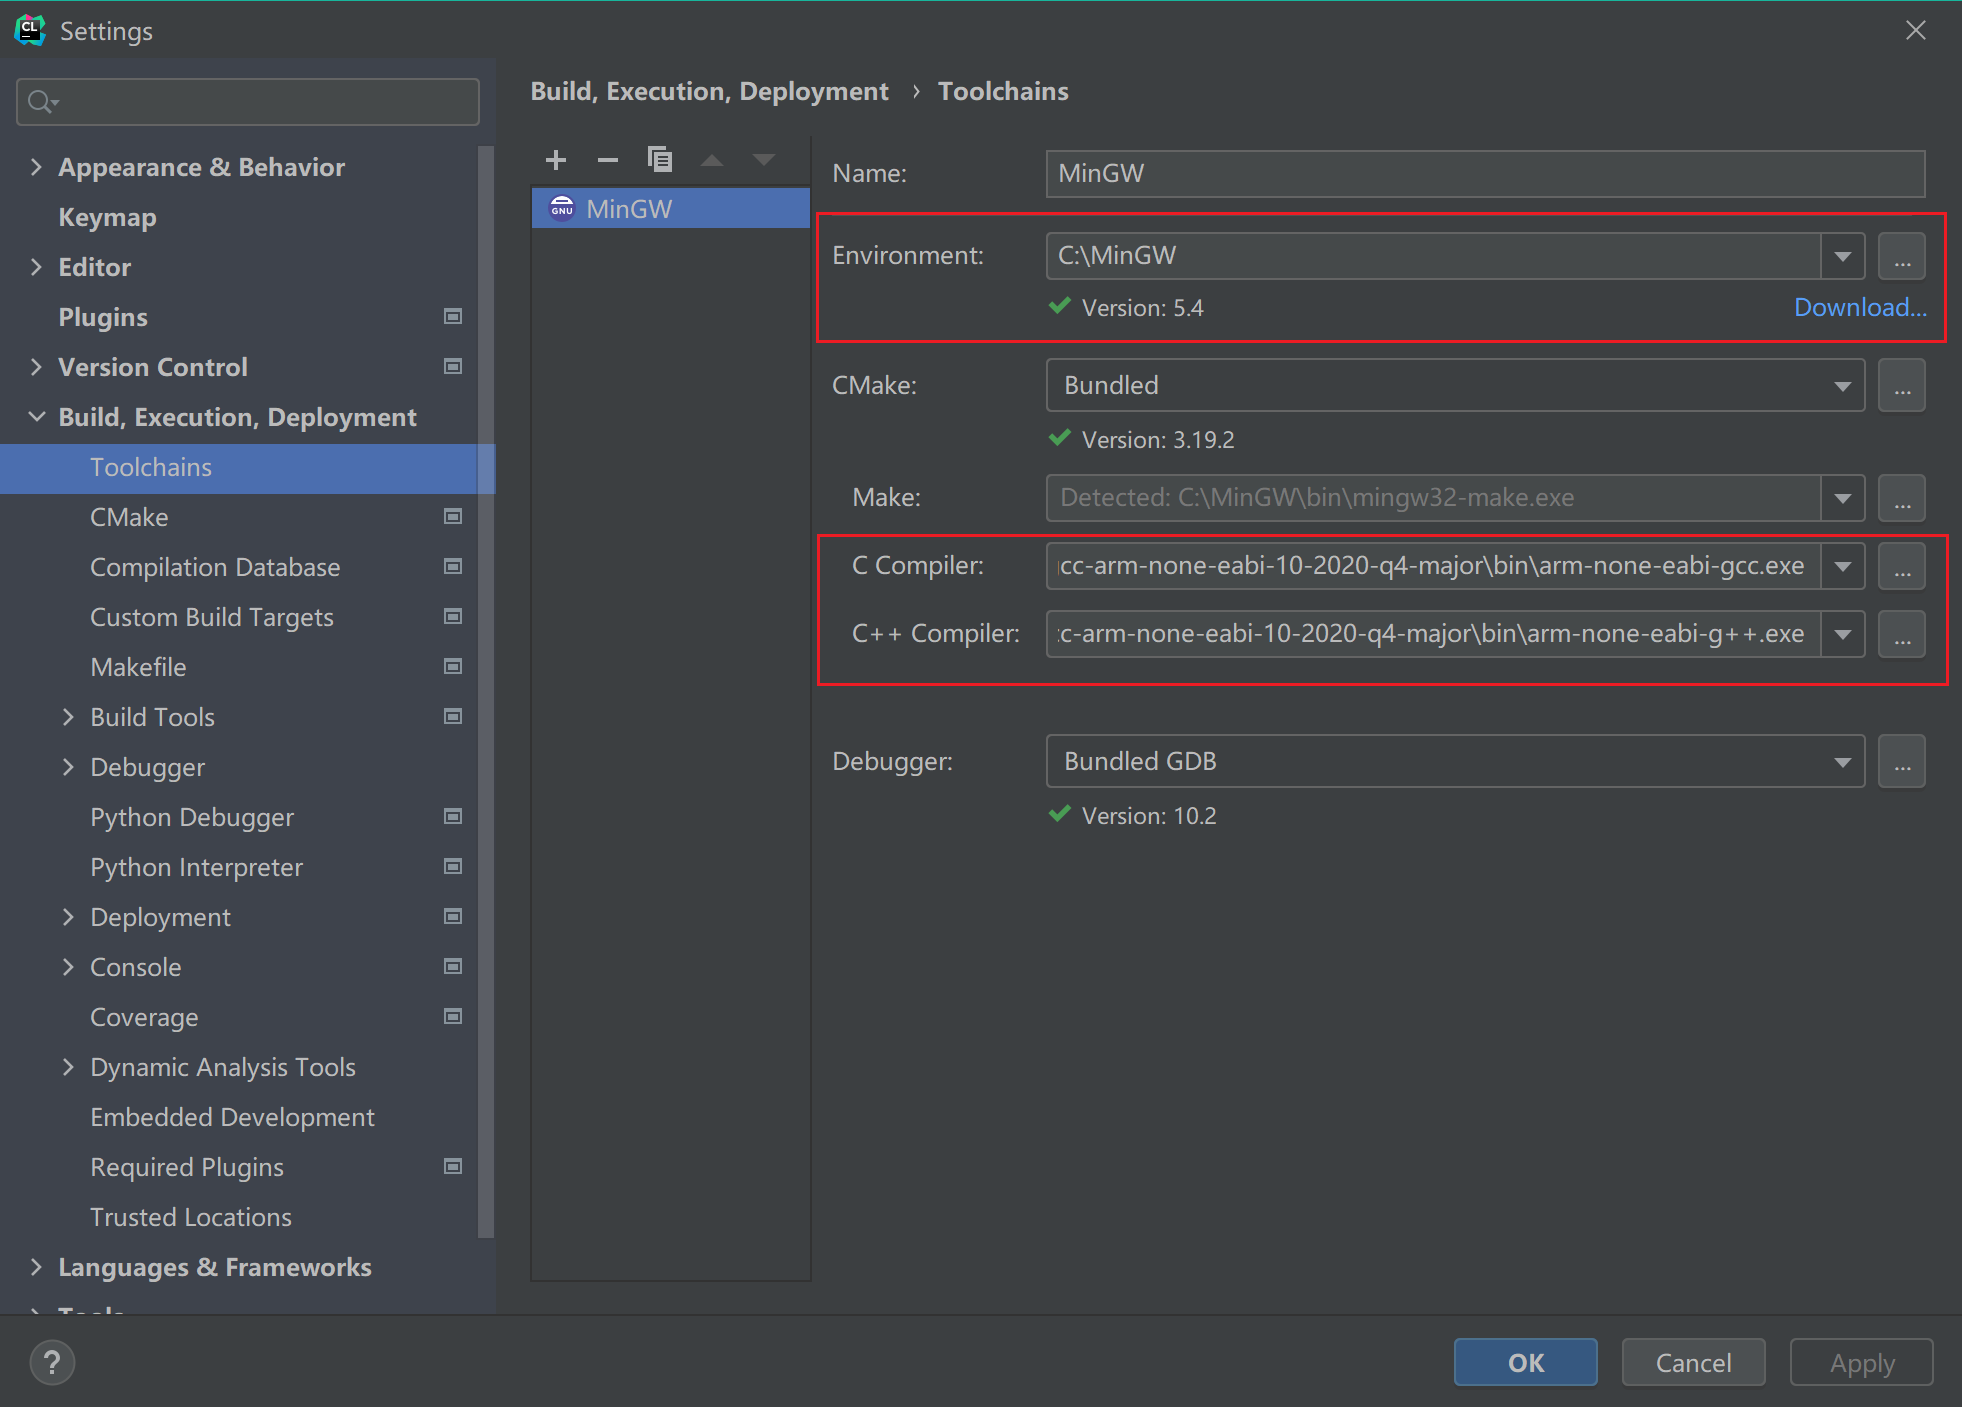 CL
Settings
Appearance & Behavior
Keymap
Editor
Plugins
Version Control
Build, Execution, Deployment
Toolchains
CMake
Compilation Database
Custom Build Targets
Makefile
Build Tools
Debugger
Python Debugger
Python Interpreter
Deployment
Console
Coverage
Dynamic Analysis Tools
Embedded Development
Required Plugins
Trusted Locations
Languages & Frameworks
Tools
Build, Execution, Deployment › Toolchains
GNU MinGW
Name: MinGW
Environment: C:\MinGW ...
Version: 5.4 Download...
CMake: Bundled ...
Version: 3.19.2
Make: Detected: C:\MinGW\bin\mingw32-make.exe ...
C Compiler: cc-arm-none-eabi-10-2020-q4-major\bin\arm-none-eabi-gcc.exe ...
C++ Compiler: c-arm-none-eabi-10-2020-q4-major\bin\arm-none-eabi-g++.exe ...
Debugger: Bundled GDB ...
Version: 10.2
? OK Cancel Apply